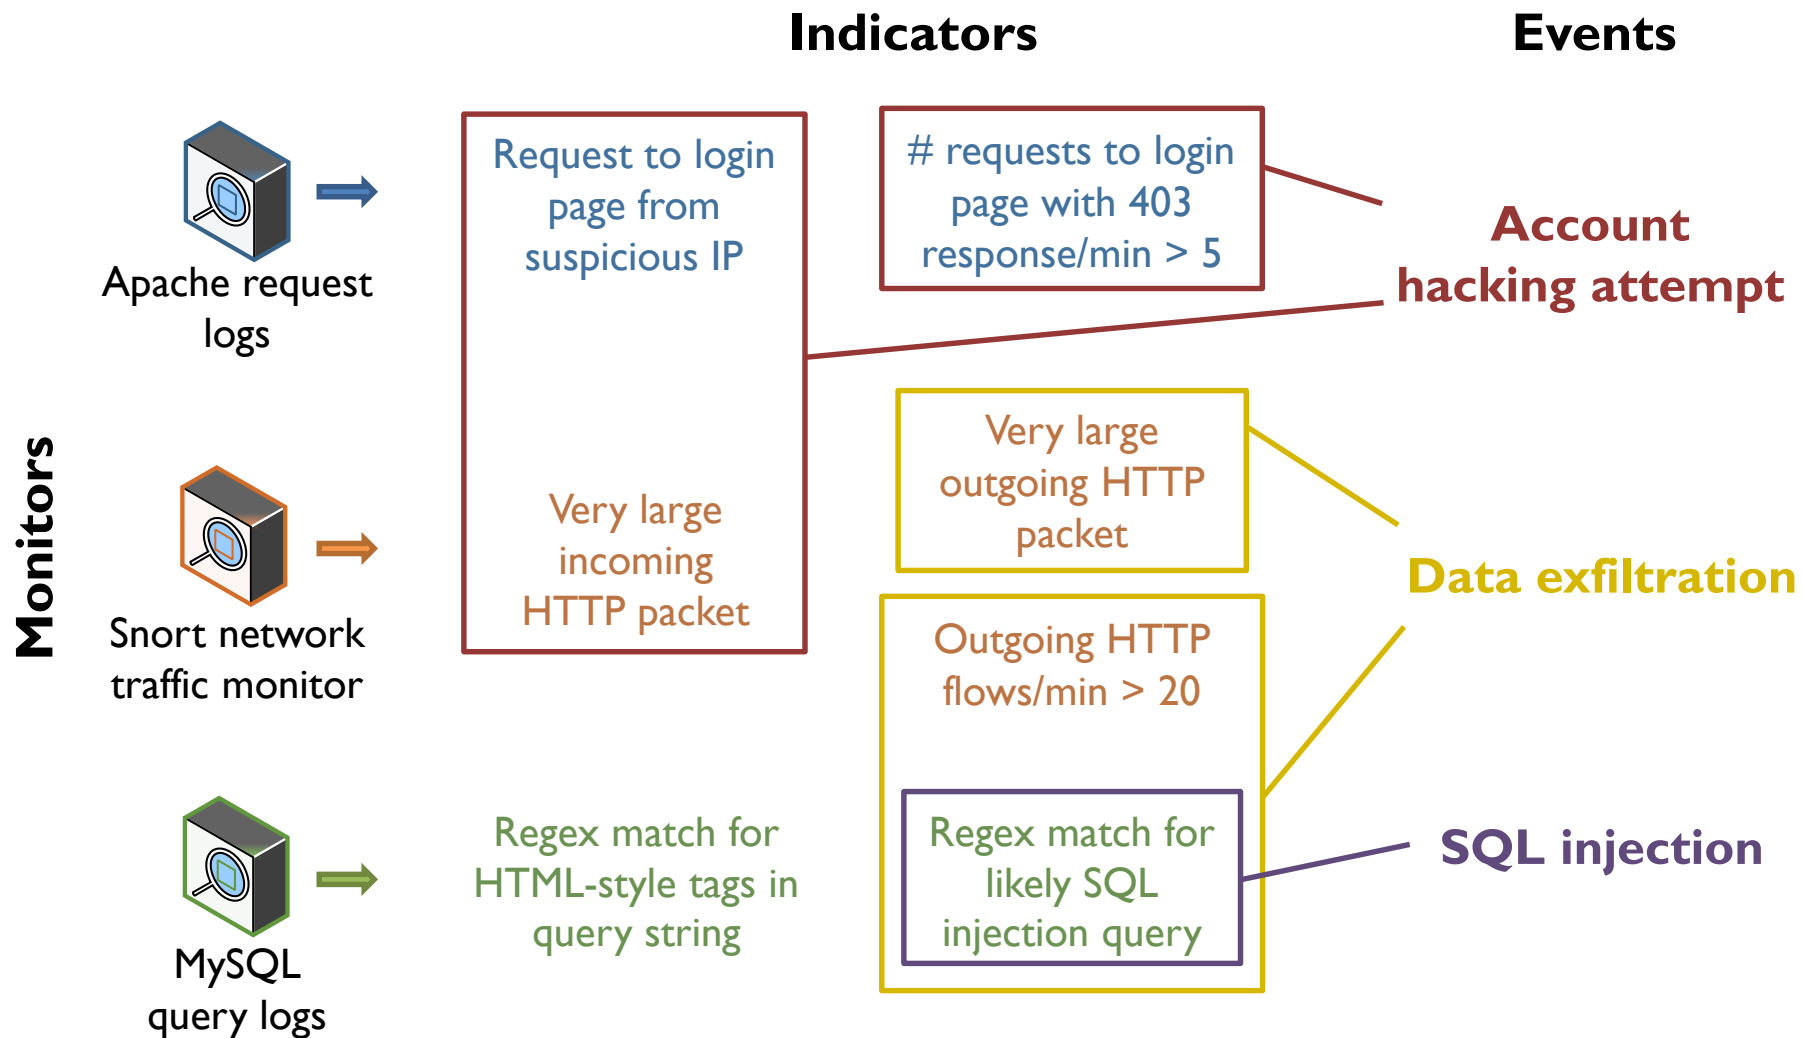 Indicators
Events
Monitors
Apache request
logs
Request to login
page from
suspicious IP
# requests to login
page with 403
response/min > 5
Account
hacking attempt
Snort network
traffic monitor
Very large
incoming
HTTP packet
Very large
outgoing HTTP
packet
Outgoing HTTP
flows/min > 20
Data exfiltration
MySQL
query logs
Regex match for
HTML-style tags in
query string
Regex match for
likely SQL
injection query
SQL injection